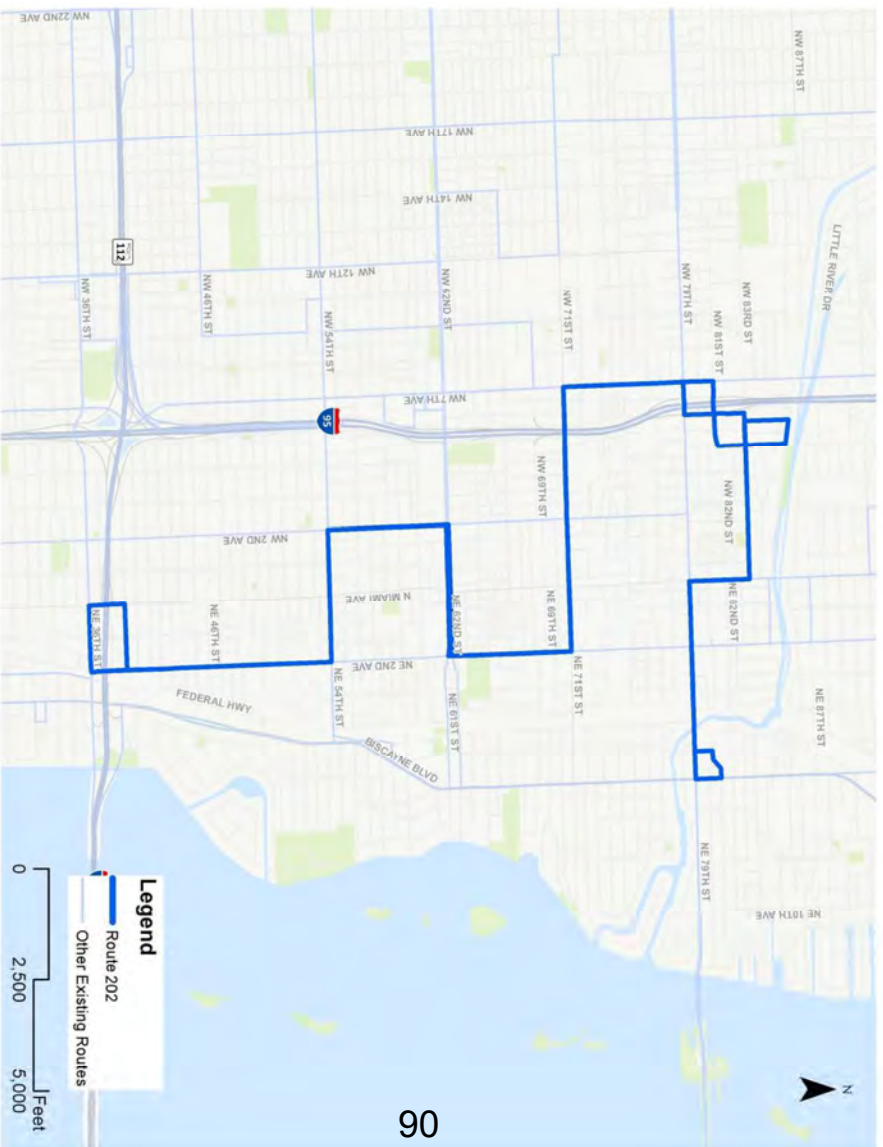 NW 22ND AVE
NW 87TH ST
NW 17TH AVE
NW 14TH AVE
LITTLE RIVER DR
112
NW 12TH AVE
NW 36TH ST
NW 46TH ST
NW 54TH ST
NW 62ND ST
NW 71ST ST
NW 79TH ST
NW 81ST ST
NW 83RD ST
NW 7TH AVE
95
NW 69TH ST
NW 82ND ST
NW 2ND AVE
N MIAMI AVE
NE 36TH ST
NE 46TH ST
NE 62ND ST
NE 69TH ST
NE 82ND ST
NE 2ND AVE
NE 54TH ST
NE 61ST ST
NE 71ST ST
NE 87TH ST
FEDERAL HWY
BISCAYNE BLVD
NE 79TH ST
NE 10TH AVE
Legend
Route 202
Other Existing Routes
0 2,500 5,000
Feet
N
90